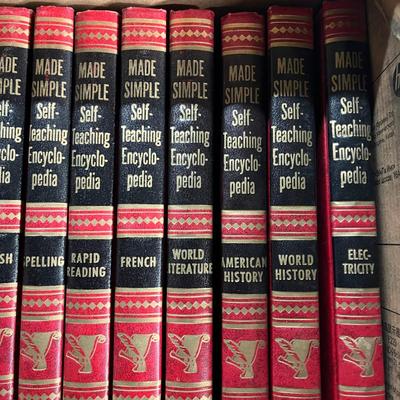 MADE
SIMPLE
Self-
Teaching
Encyclo-
pedia
SPELLING
MADE
SIMPLE
Self-
Teaching
Encyclo-
pedia
RAPID
READING
MADE
SIMPLE
Self-
Teaching
Encyclo-
pedia
FRENCH
MADE
SIMPLE
Self-
Teaching
Encyclo-
pedia
WORLD
LITERATURE
MADE
SIMPLE
Self-
Teaching
Encyclo-
pedia
AMERICAN
HISTORY
MADE
SIMPLE
Self-
Teaching
Encyclo-
pedia
WORLD
HISTORY
MADE
SIMPLE
Self-
Teaching
Encyclo-
pedia
ELEC-
TRICITY